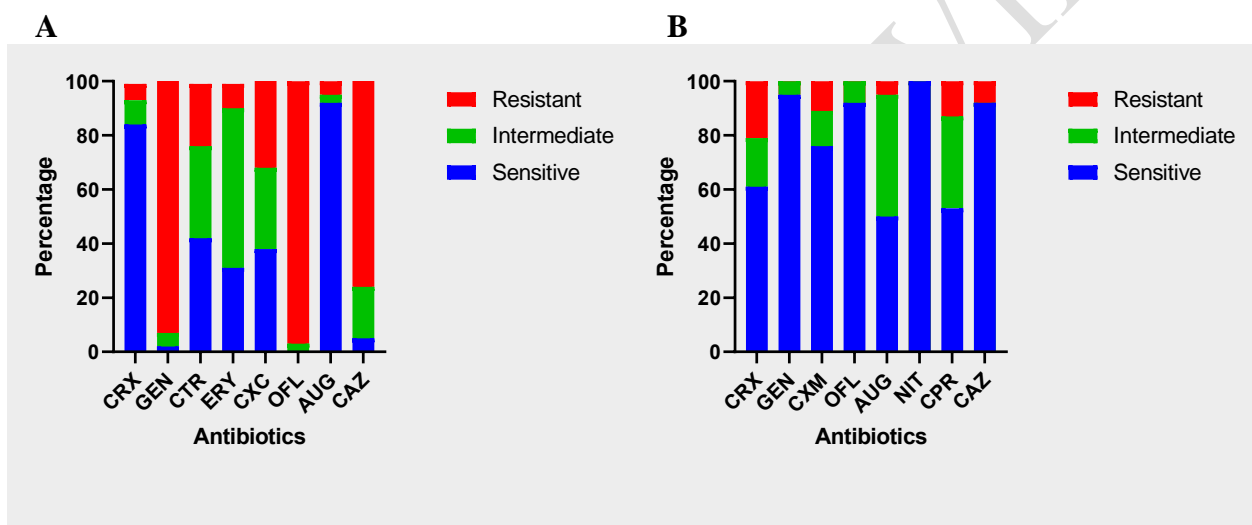 A
100
80
60
40
20
0
Percentage
CRX GEN CTR ERY CXC OFL AUG CAZ
Antibiotics
Resistant
Intermediate
Sensitive
B
100
80
60
40
20
0
Percentage
CRX GEN CXM OFL AUG NIT CPR CAZ
Antibiotics
Resistant
Intermediate
Sensitive